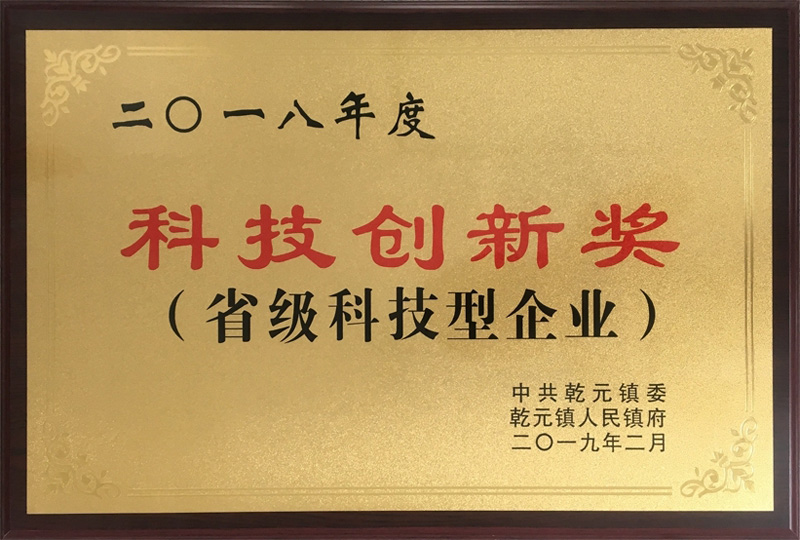 二〇一八年度
科技创新奖
（省级科技型企业）
中共乾元镇委
乾元镇人民镇府
二〇一九年二月